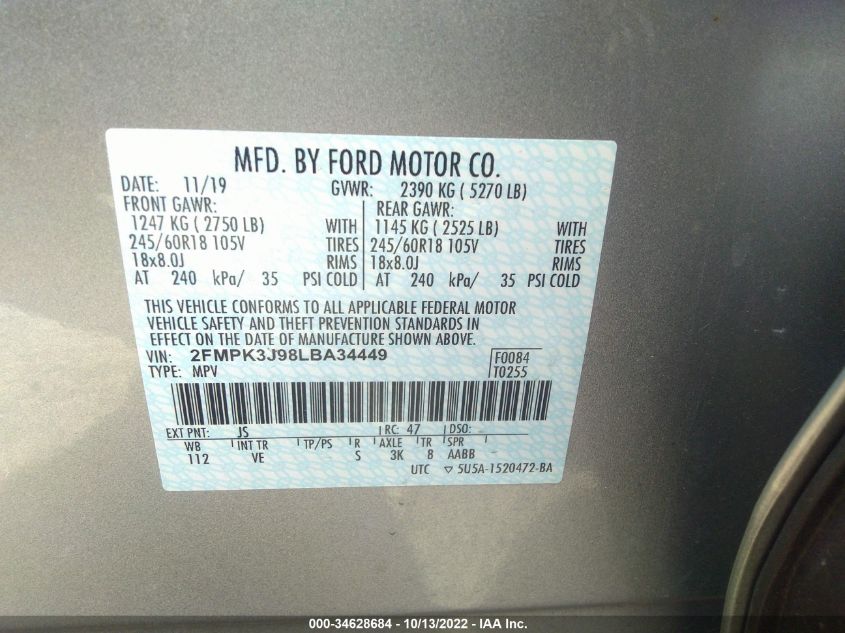 MFD. BY FORD MOTOR CO.
DATE: 11/19 GVWR: 2390 KG ( 5270 LB)
FRONT GAWR: REAR GAWR:
1247 KG ( 2750 LB) WITH 1145 KG ( 2525 LB) WITH
245/60R18 105V TIRES 245/60R18 105V TIRES
18x8.0J RIMS 18x8.0J RIMS
AT 240 kPa/ 35 PSI COLD AT 240 kPa/ 35 PSI COLD
THIS VEHICLE CONFORMS TO ALL APPLICABLE FEDERAL MOTOR
VEHICLE SAFETY AND THEFT PREVENTION STANDARDS IN
EFFECT ON THE DATE OF MANUFACTURE SHOWN ABOVE.
VIN: 2FMPK3J98LBA34449 F0084
TYPE: MPV T0255
EXT PNT: JS RC: 47 DSO:
WB INT TR TP/PS R AXLE TR SPR
112 VE S 3K 8 AABB
UTC ▽ 5U5A-1520472-BA
000-34628684 - 10/13/2022 - IAA Inc.